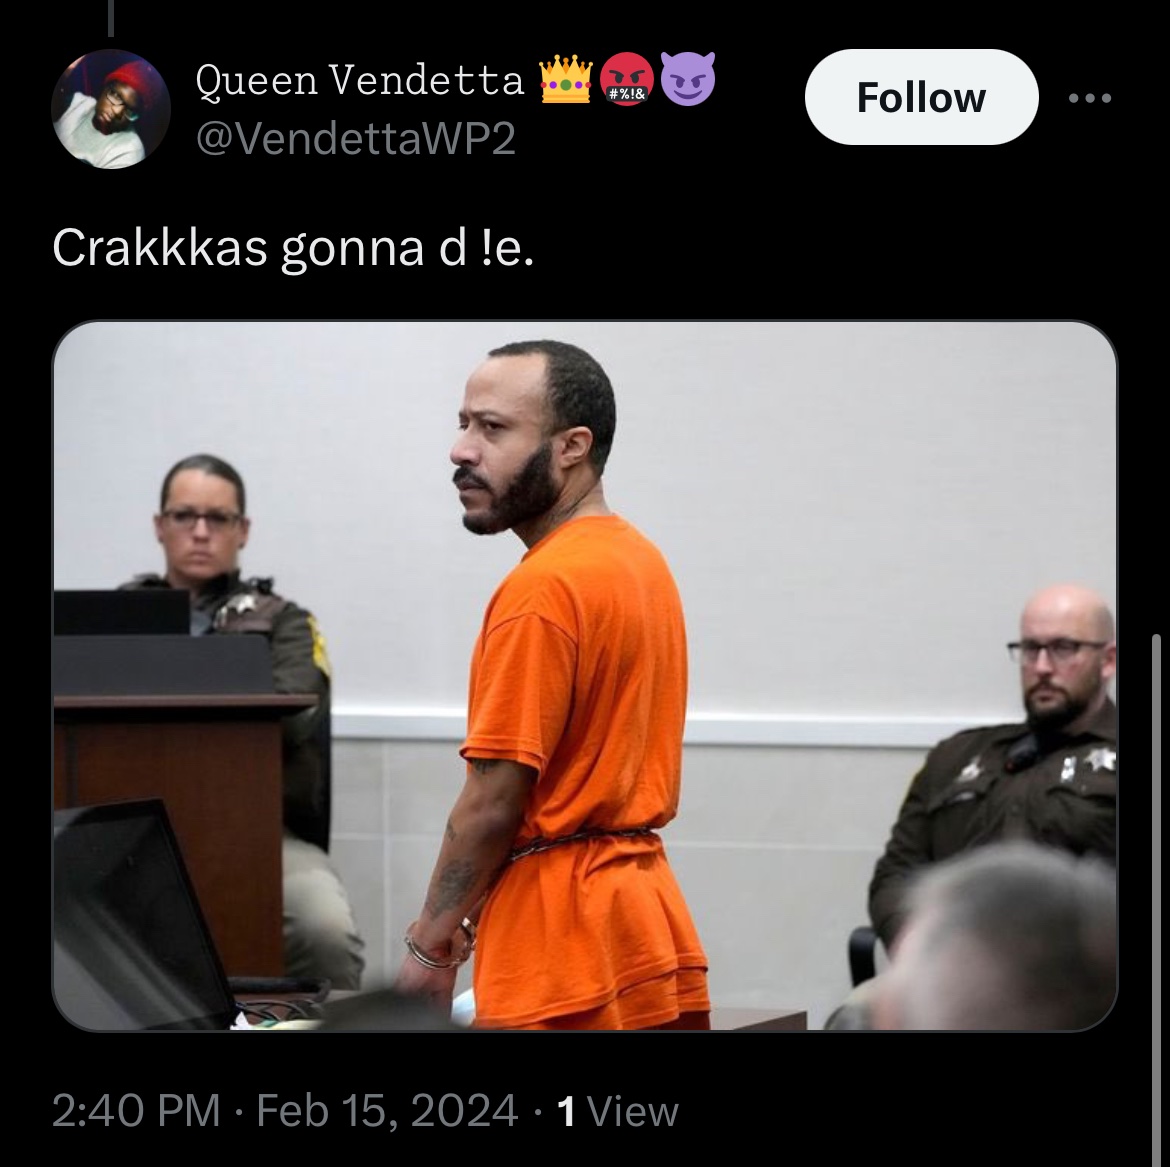 Queen Vendetta 👑🤬😈
@VendettaWP2
Follow
Crakkkas gonna d !e.
2:40 PM · Feb 15, 2024 · 1 View